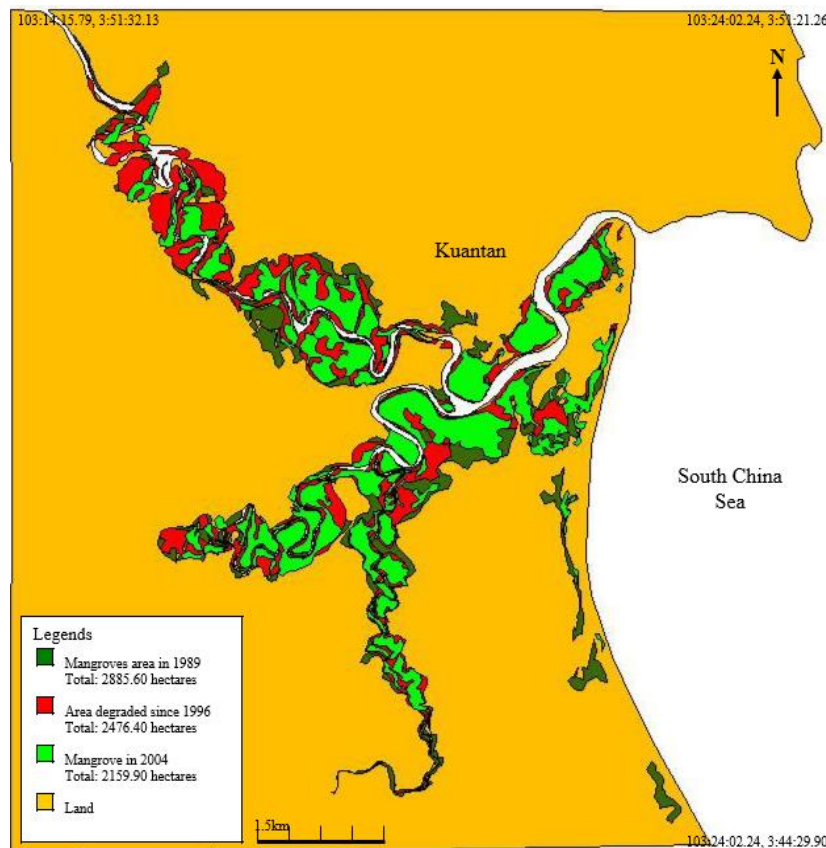 103:14:15.79, 3:51:32.13
103:24:02.24, 3:51:21.26
N
Kuantan
South China
Sea
Legends
Mangroves area in 1989
Total: 2885.60 hectares
Area degraded since 1996
Total: 2476.40 hectares
Mangrove in 2004
Total: 2159.90 hectares
Land
1.5km
103:24:02.24, 3:44:29.90